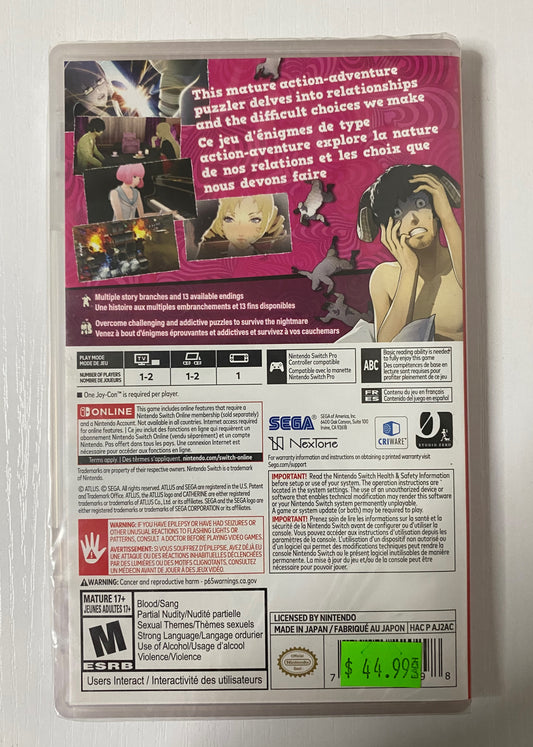 This mature action-adventure
puzzler delves into relationships
and the difficult choices we make
Ce jeu d'énigmes de type
action-aventure explore la nature
de nos relations et les choix que
nous devons faire
Multiple story branches and 13 available endings
Une histoire aux multiples embranchements et 13 fins disponibles
Overcome challenging and addictive puzzles to survive the nightmare
Venez à bout d'énigmes éprouvantes et addictives et survivez à vos cauchemars
PLAY MODE
MODE DE JEU
TV
NUMBER OF PLAYERS
NOMBRE DE JOUEURS
1-2
1-2
1
Nintendo Switch Pro
Controller compatible
Compatible avec la manette
Nintendo Switch Pro
ABC
Basic reading ability is needed
to fully enjoy this game
Des compétences de base en
lecture sont requises pour
profiter pleinement de ce jeu
One Joy-Con™ is required per player.
FR
ES
Contenu du jeu en français
Contenido del juego en español
ONLINE
This game includes online features that require a
Nintendo Switch Online membership (sold separately)
and a Nintendo Account. Not available in all countries. Internet access required
for online features. | Ce jeu inclut des fonctions en ligne qui requièrent un
abonnement Nintendo Switch Online (vendu séparément) et un compte
Nintendo. Pas offert dans tous les pays. Une connexion Internet est
nécessaire pour accéder aux fonctions en ligne.
Terms apply. | Des termes s'appliquent. nintendo.com/switch-online
SEGA
SEGA of America, Inc.
6400 Oak Canyon, Suite 100
Irvine, CA 92618
NexTone
CRIWARE
STUDIO ZERO
For warranty information and instructions on obtaining a printed warranty visit
Sega.com/support
Trademarks are property of their respective owners. Nintendo Switch is a
trademark of Nintendo.
© ATLUS. © SEGA. All rights reserved. ATLUS and SEGA are registered in the U.S. Patent
and Trademark Office. ATLUS, the ATLUS logo and CATHERINE are either registered
trademarks or trademarks of ATLUS Co., Ltd. or its affiliates. SEGA and the SEGA logo are
either registered trademarks or trademarks of SEGA CORPORATION or its affiliates.
IMPORTANT! Read the Nintendo Switch Health & Safety Information
before setup or use of your system. The operation instructions are
located in the system settings. The use of an unauthorized device or
software that enables technical modification may render this software
or your Nintendo Switch system permanently unplayable.
A game or system update (or both) may be required to play.
IMPORTANT! Prenez soin de lire les informations sur la santé et la
sécurité de la Nintendo Switch avant de configurer ou d'utiliser la
console. Vous pouvez accéder aux instructions d'utilisation depuis les
paramètres de la console. L'utilisation d'un dispositif non autorisé ou
d'un logiciel qui permet des modifications techniques peut rendre
la console Nintendo Switch ou le présent logiciel inutilisables de manière
permanente. La mise à jour du jeu et/ou de la console peut être
nécessaire pour pouvoir jouer.
WARNING: IF YOU HAVE EPILEPSY OR HAVE HAD SEIZURES OR
OTHER UNUSUAL REACTIONS TO FLASHING LIGHTS OR
PATTERNS, CONSULT A DOCTOR BEFORE PLAYING VIDEO GAMES.
AVERTISSEMENT: SI VOUS SOUFFREZ D'ÉPILEPSIE, AVEZ DÉJÀ EU
UNE ATTAQUE OU DES RÉACTIONS INHABITUELLES DÉCLENCHÉES
PAR DES LUMIÈRES OU DES MOTIFS CLIGNOTANTS, CONSULTEZ
UN MÉDECIN AVANT DE JOUER À DES JEUX VIDÉO.
WARNING: Cancer and reproductive harm - p65warnings.ca.gov
MATURE 17+
JEUNES ADULTES 17+
M
ESRB
Blood/Sang
Partial Nudity/Nudité partielle
Sexual Themes/Thèmes sexuels
Strong Language/Langage ordurier
Use of Alcohol/Usage d'alcool
Violence/Violence
Users Interact / Interactivité des utilisateurs
LICENSED BY NINTENDO
MADE IN JAPAN / FABRIQUÉ AU JAPON HAC P AJ2AC
Official
Nintendo
Seal
$ 44.99
7
8